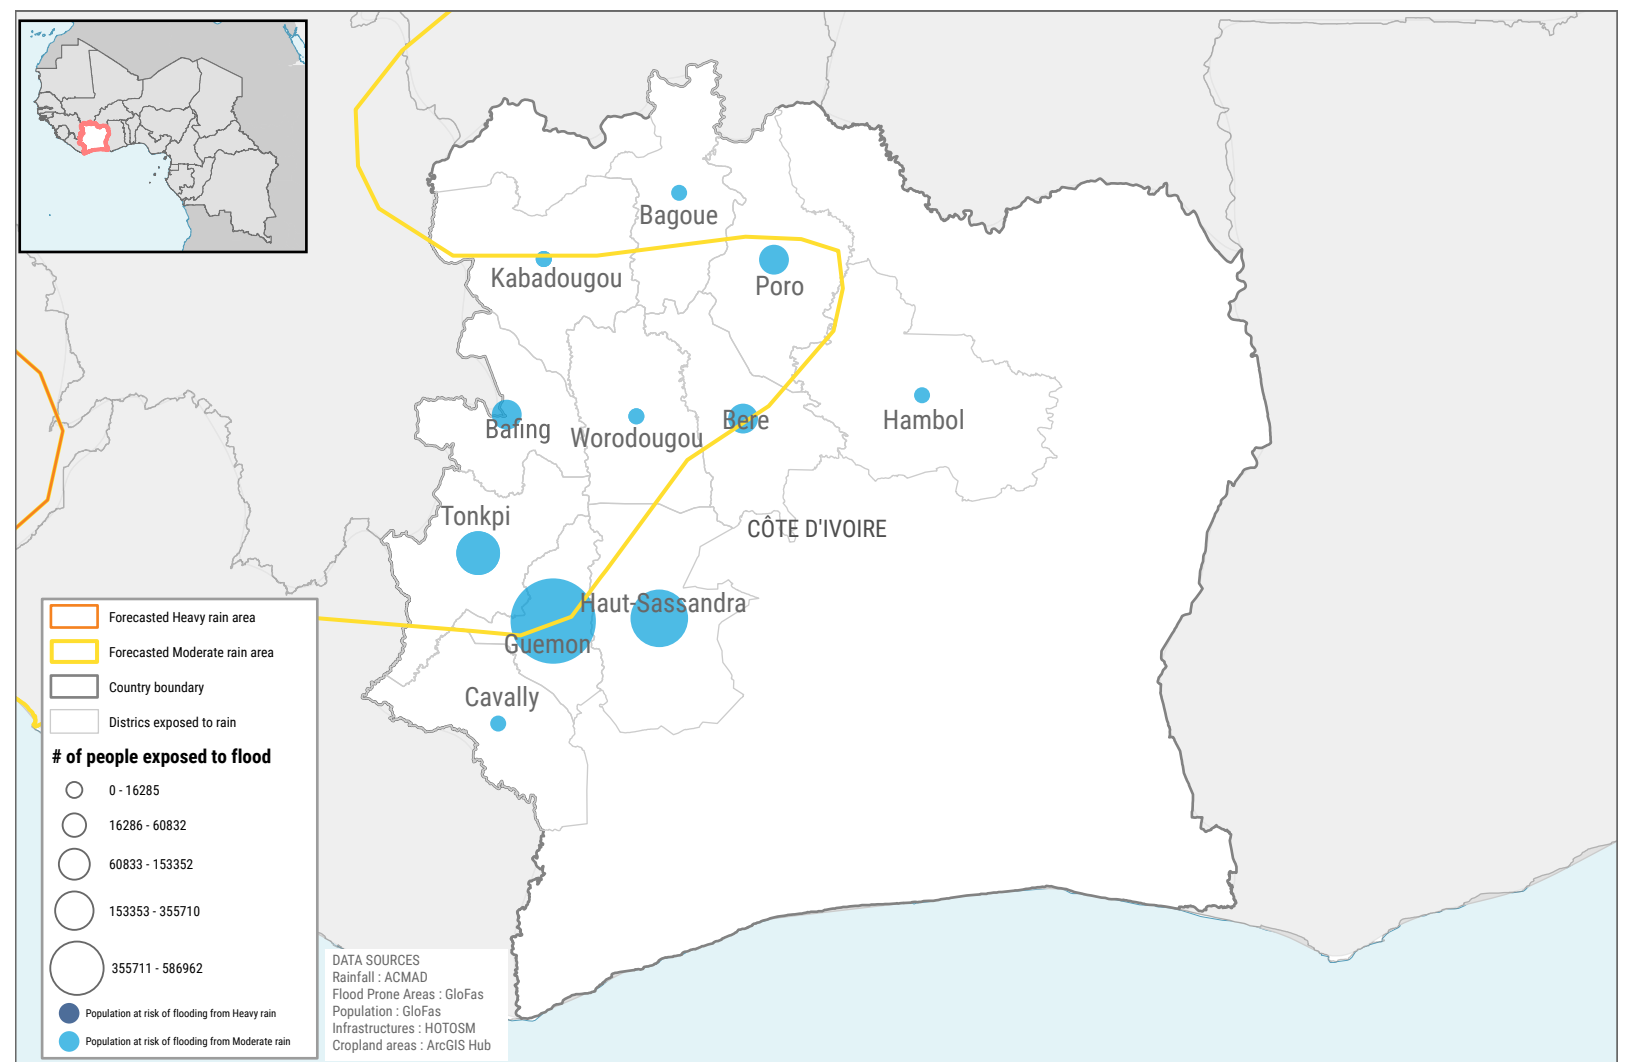 Bagoue
Kabadougou
Poro
Bafing
Worodougou
Bere
Hambol
Tonkpi
CÔTE D'IVOIRE
Haut-Sassandra
Guemon
Cavally
Forecasted Heavy rain area
Forecasted Moderate rain area
Country boundary
Districs exposed to rain
# of people exposed to flood
0 - 16285
16286 - 60832
60833 - 153352
153353 - 355710
355711 - 586962
Population at risk of flooding from Heavy rain
Population at risk of flooding from Moderate rain
DATA SOURCES
Rainfall : ACMAD
Flood Prone Areas : GloFas
Population : GloFas
Infrastructures : HOTOSM
Cropland areas : ArcGIS Hub